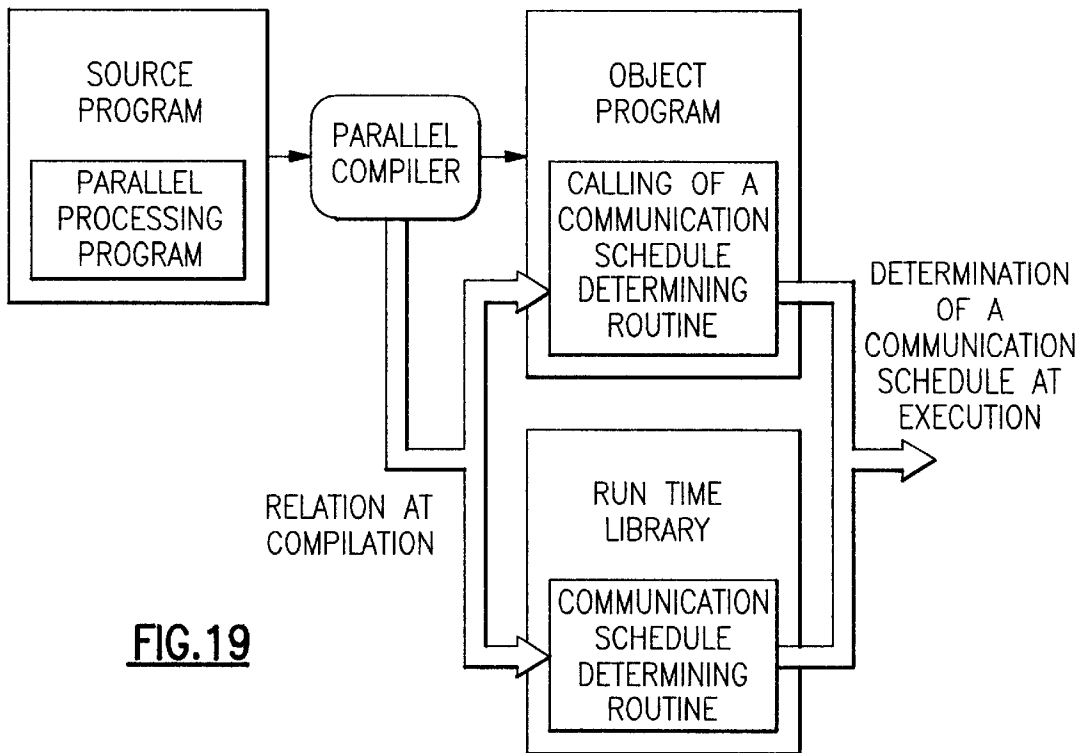 SOURCE
PROGRAM
PARALLEL
PROCESSING
PROGRAM
PARALLEL
COMPILER
OBJECT
PROGRAM
CALLING OF A
COMMUNICATION
SCHEDULE
DETERMINING
ROUTINE
DETERMINATION
OF A
COMMUNICATION
SCHEDULE AT
EXECUTION
RELATION AT
COMPILATION
RUN TIME
LIBRARY
COMMUNICATION
SCHEDULE
DETERMINING
ROUTINE
FIG.19